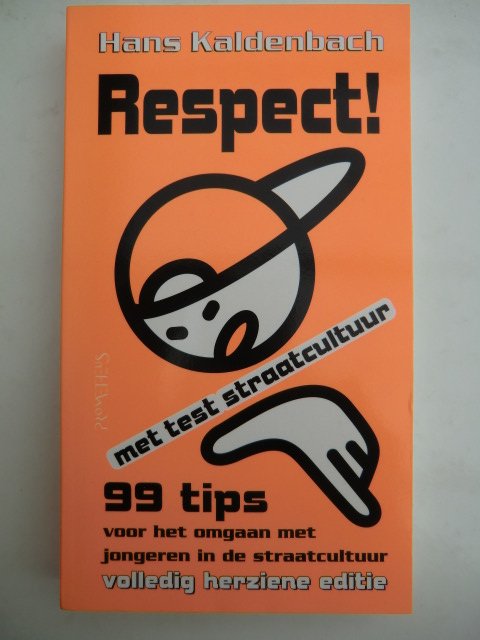 Hans Kaldenbach
Respect!
met test straatcultuur
PROMETHEUS
99 tips
voor het omgaan met
jongeren in de straatcultuur
volledig herziene editie